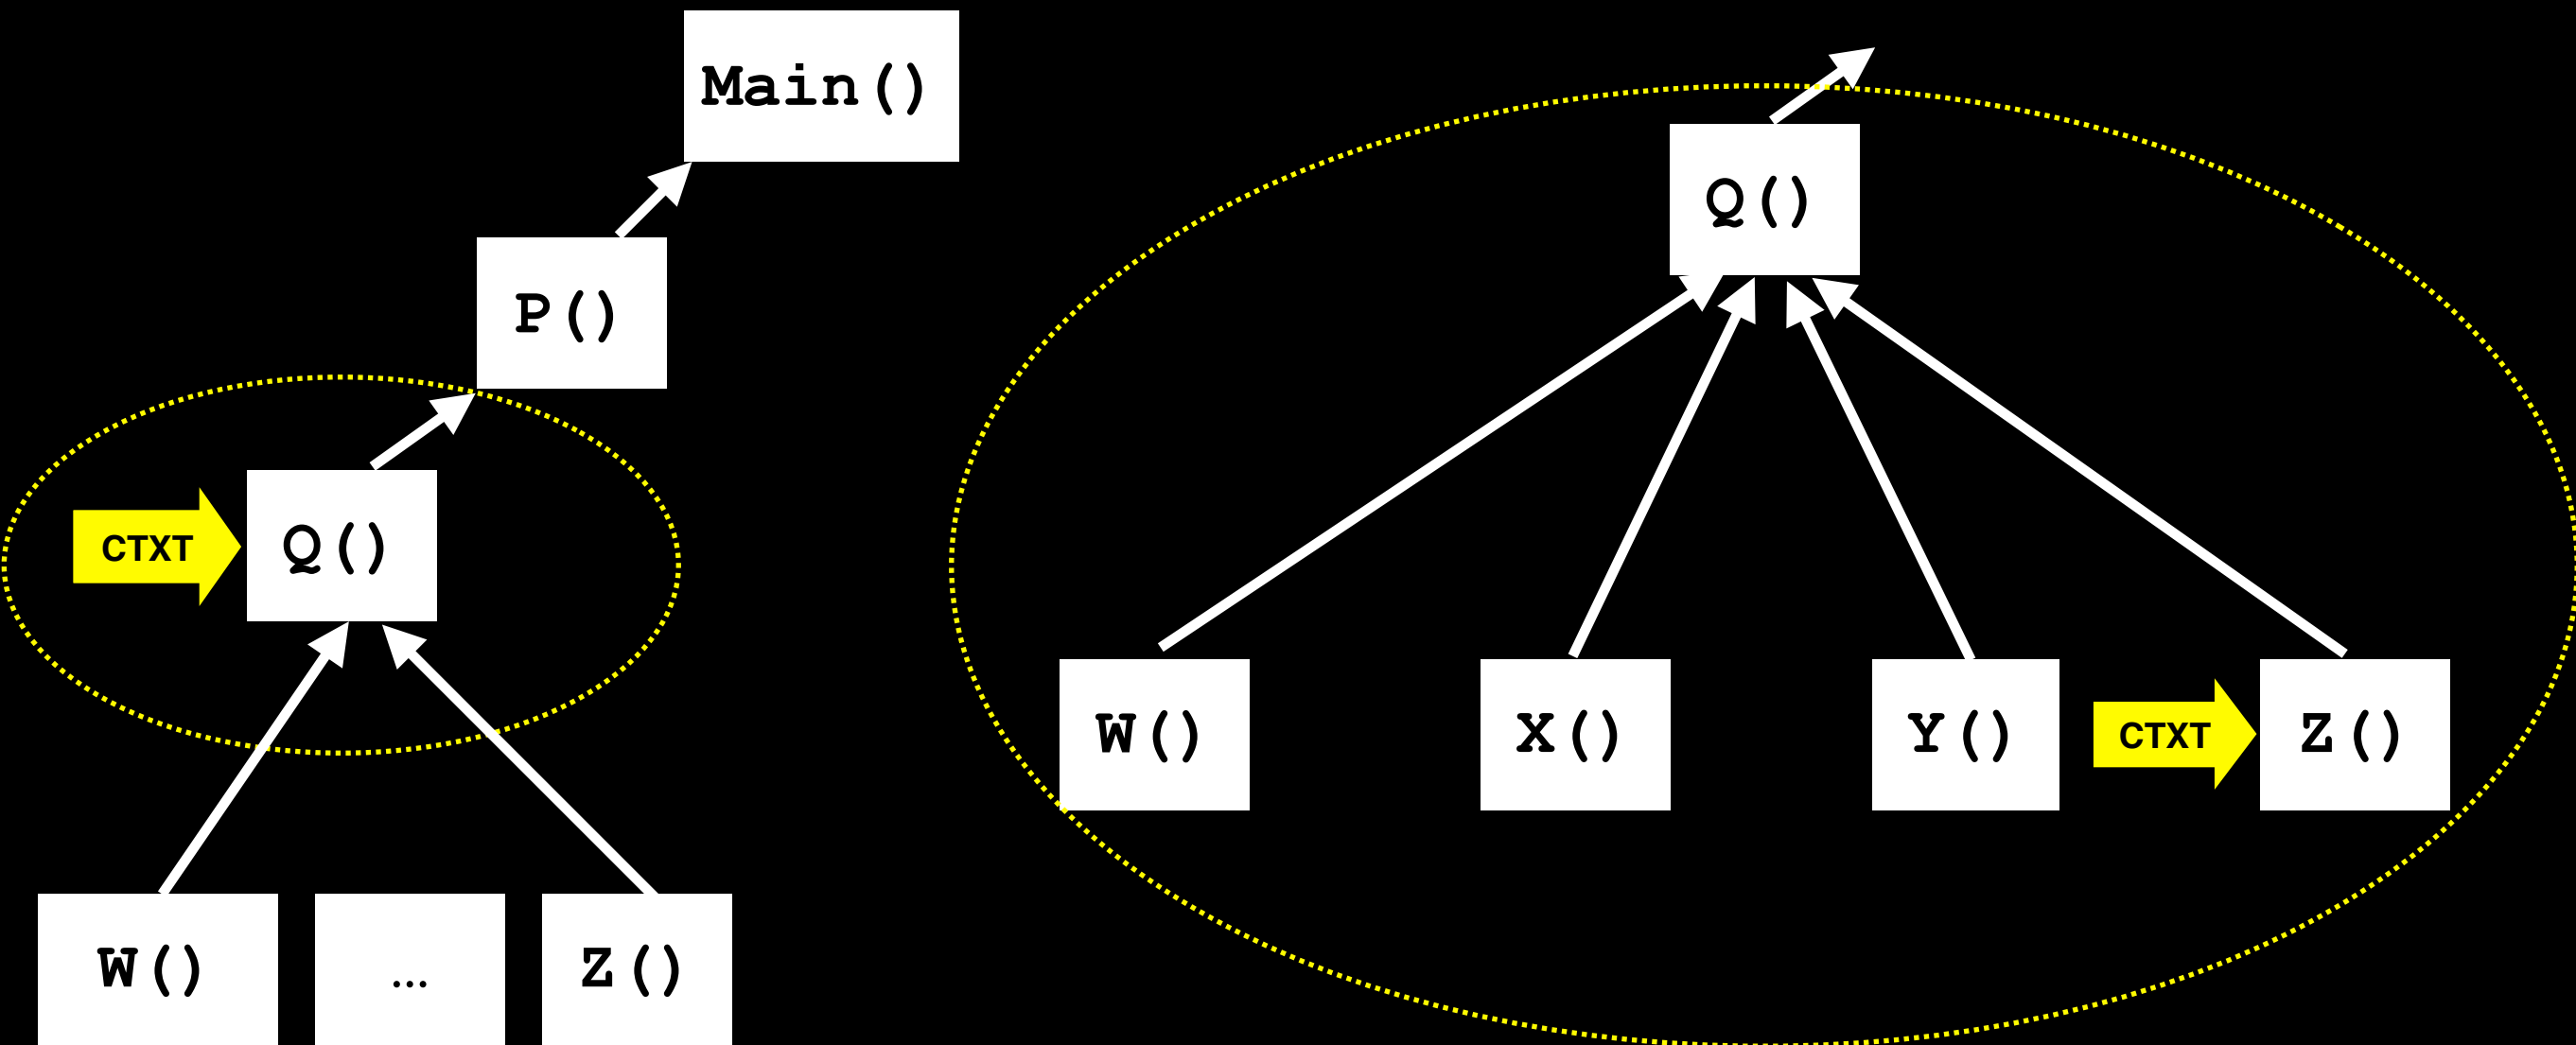 Main()
P()
CTXT
Q()
W()
...
Z()
Q()
W()
X()
Y()
CTXT
Z()